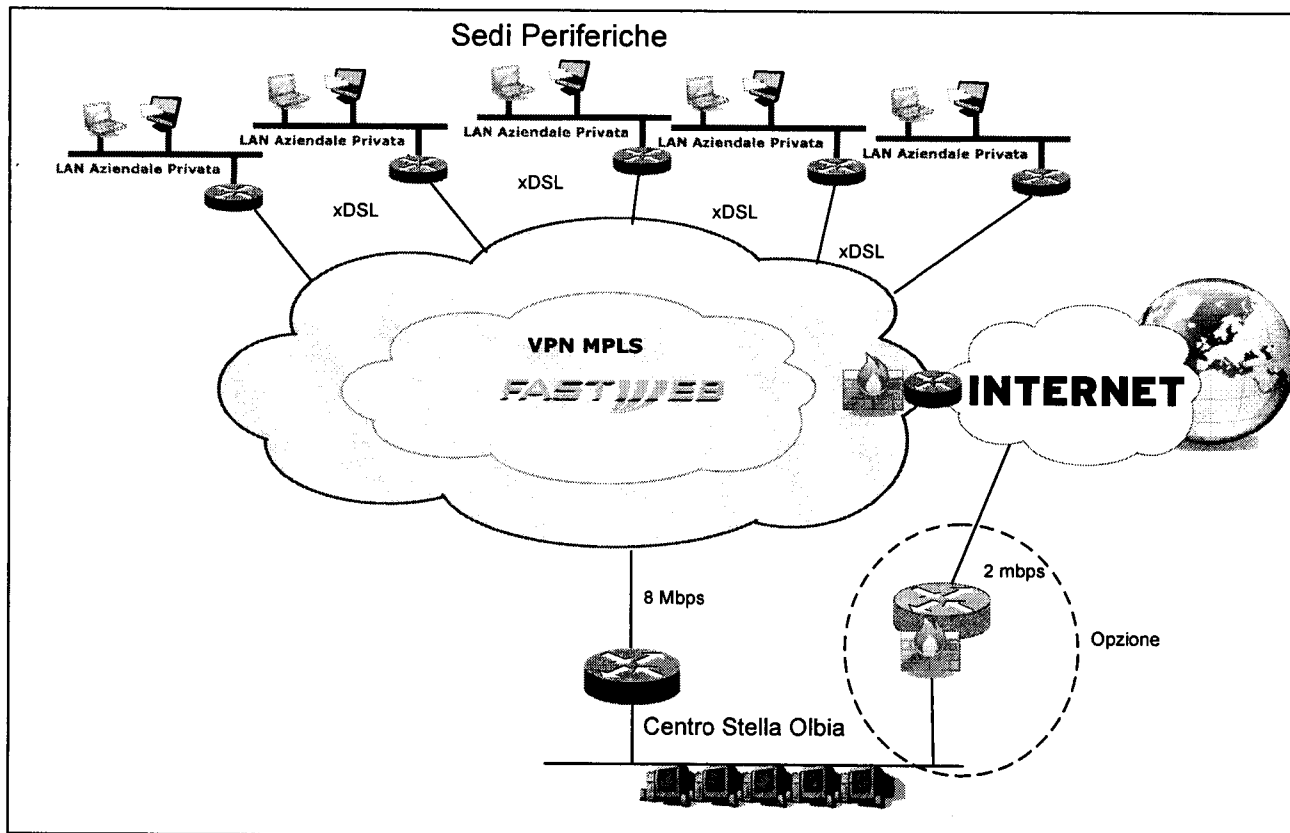 Sedi Periferiche
LAN Aziendale Privata
LAN Aziendale Privata
LAN Aziendale Privata
LAN Aziendale Privata
LAN Aziendale Privata
xDSL
xDSL
xDSL
xDSL
VPN MPLS
FASTWEB
INTERNET
8 Mbps
2 mbps
Opzione
Centro Stella Olbia